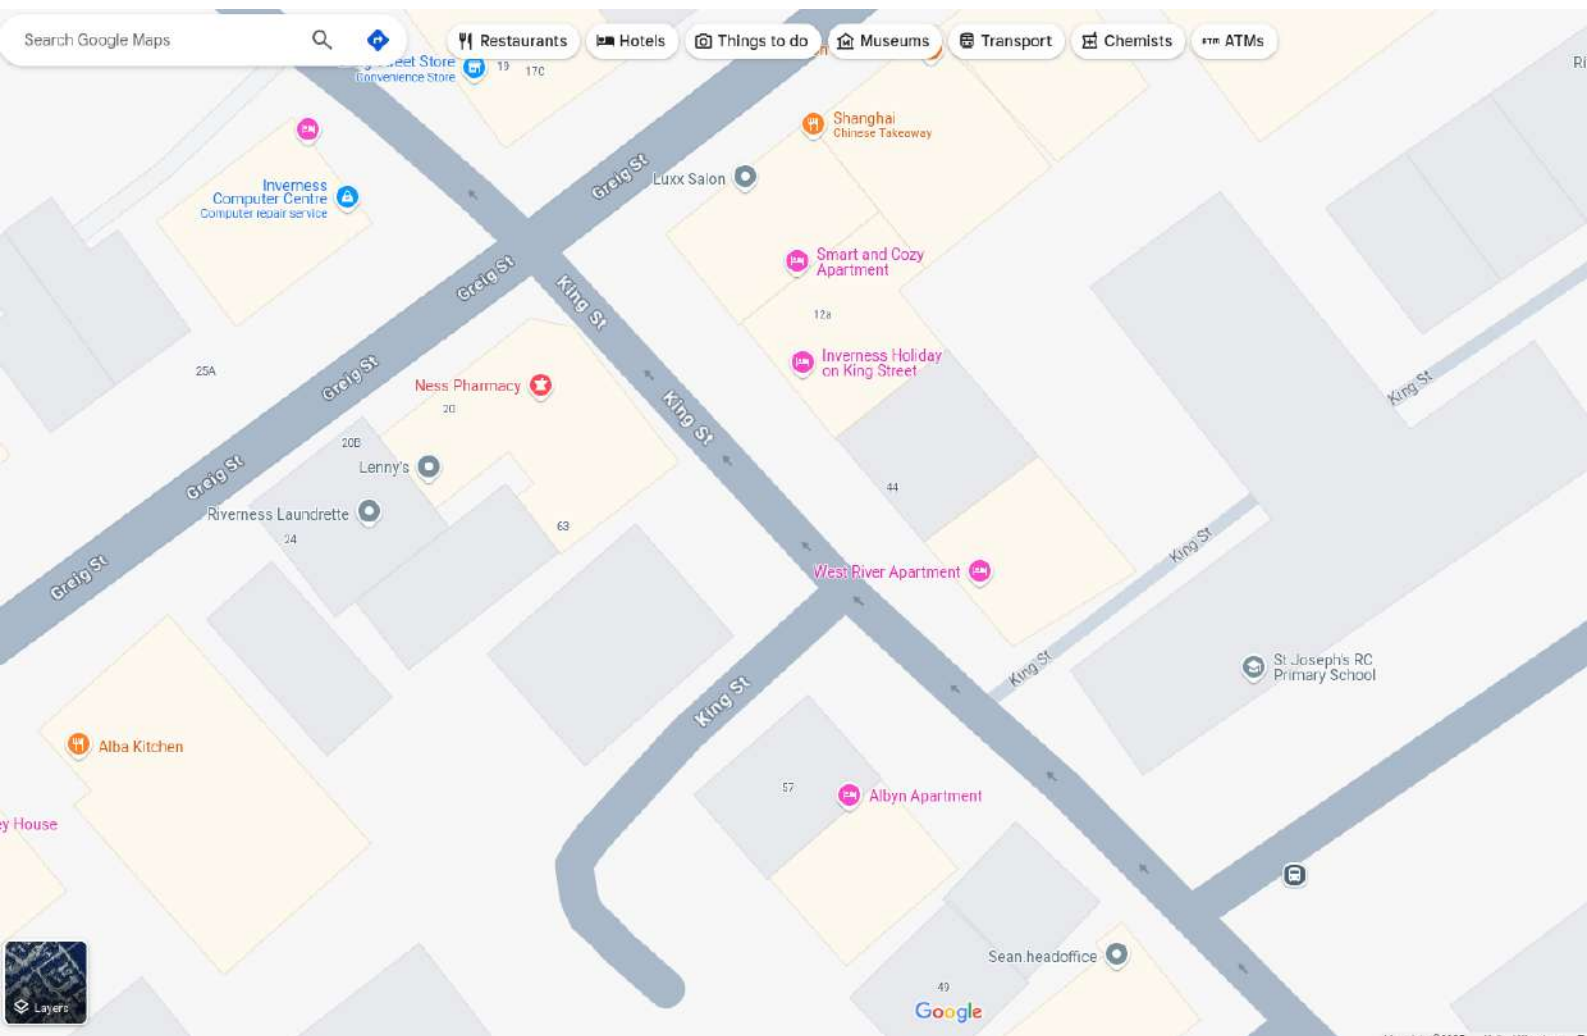 Search Google Maps
Restaurants
Hotels
Things to do
Museums
Transport
Chemists
ATMs
eet Store
Convenience Store
19
17C
Shanghai
Chinese Takeaway
Greig St
Luxx Salon
Inverness
Computer Centre
Computer repair service
Smart and Cozy
Apartment
Greig St
King St
12a
Inverness Holiday
on King Street
25A
Greig St
Ness Pharmacy
20
King St
King St
20B
Lenny's
Greig St
44
Riverness Laundrette
24
63
King St
Greig St
West River Apartment
King St
St Joseph's RC
Primary School
King St
Alba Kitchen
57
Albyn Apartment
ey House
Sean.headoffice
49
Layers
Google